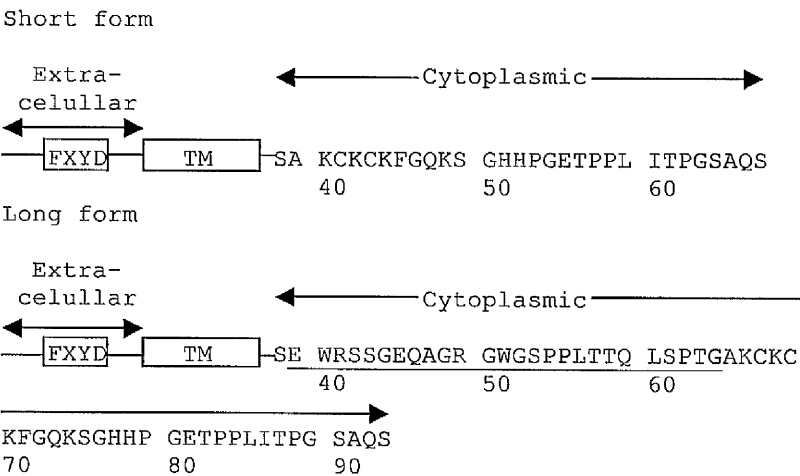 Short form
Extra-
celullar
Cytoplasmic
FXYD TM SA KCKCKFGQKS GHHPGETPPL ITPGSAQS
40 50 60
Long form
Extra-
celullar
Cytoplasmic
FXYD TM SE WRSSGEQAGR GWGSPPLTTQ LSPTGAKCKC
40 50 60
KFGQKSGHHP GETPPLITPG SAQS
70 80 90